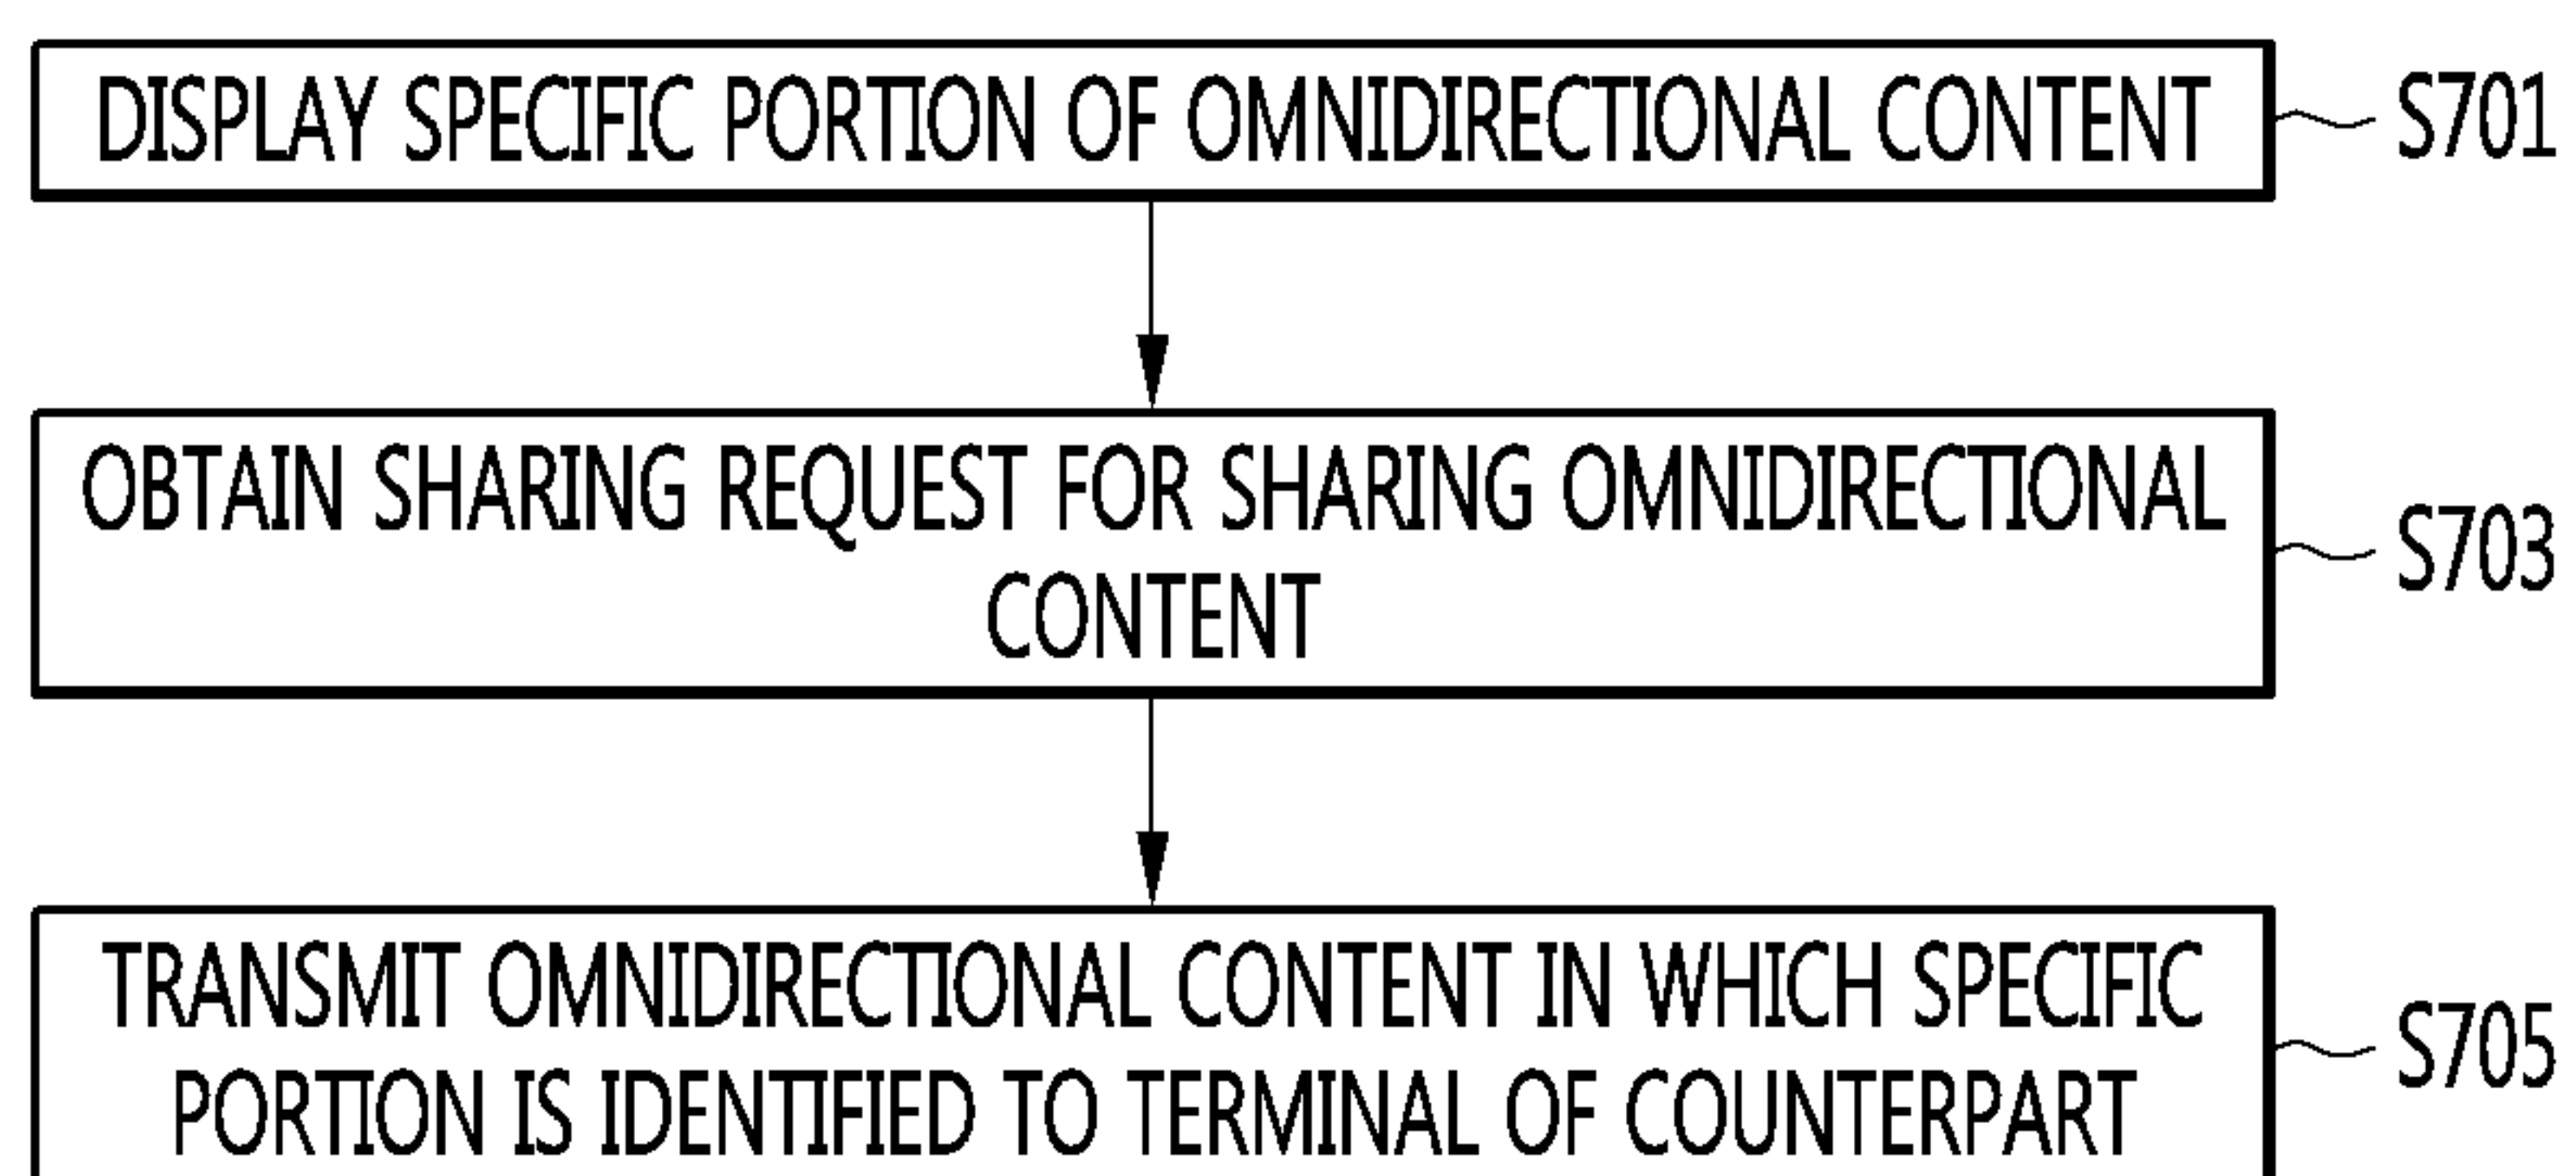 DISPLAY SPECIFIC PORTION OF OMNIDIRECTIONAL CONTENT
S701
OBTAIN SHARING REQUEST FOR SHARING OMNIDIRECTIONAL
CONTENT
S703
TRANSMIT OMNIDIRECTIONAL CONTENT IN WHICH SPECIFIC
PORTION IS IDENTIFIED TO TERMINAL OF COUNTERPART
S705